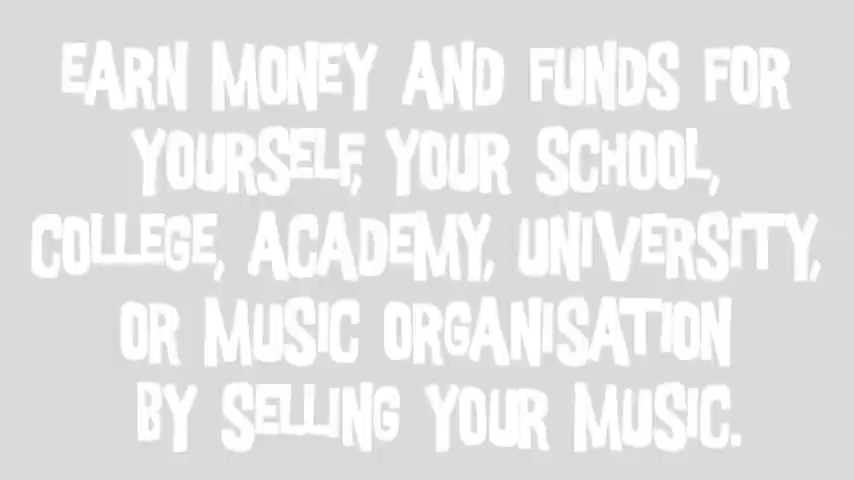 EARN MONEY AND FUNDS FOR
YOURSELF, YOUR SCHOOL,
COLLEGE, ACADEMY, UNIVERSITY,
OR MUSIC ORGANISATION
BY SELLING YOUR MUSIC.